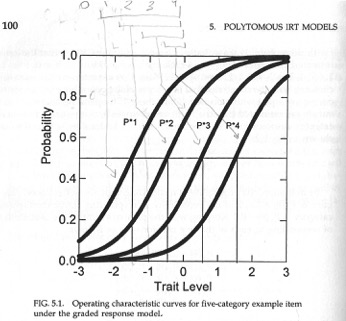 0 1 2 3 4
100
5. POLYTOMOUS IRT MODELS
1.0
0.8
0.6
0.4
0.2
0.0
Probability
P*1 P*2 P*3 P*4
-3 -2 -1 0 1 2 3
Trait Level
FIG. 5.1. Operating characteristic curves for five-category example item
under the graded response model.